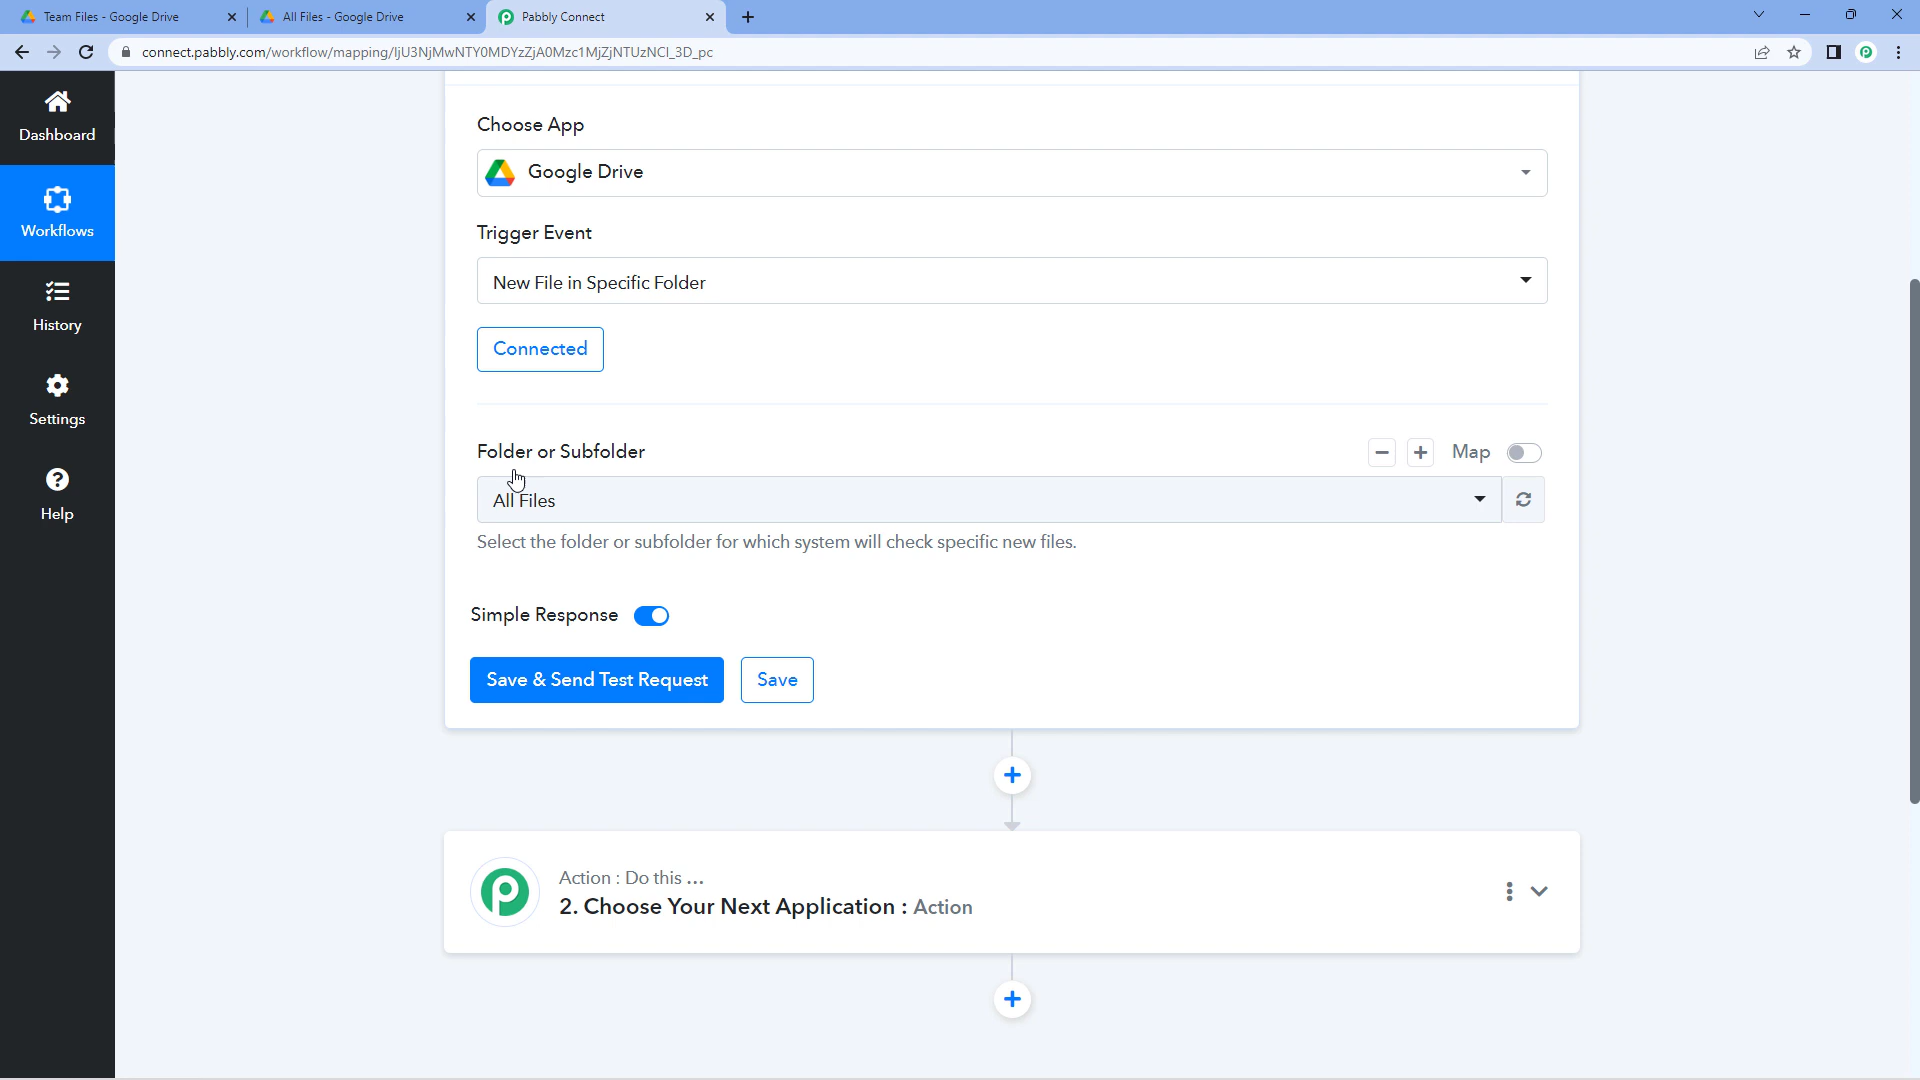 Team Files - Google Drive
All Files - Google Drive
Pabbly Connect
connect.pabbly.com/workflow/mapping/IjU3NjMwNTY0MDYzZjA0Mzc1MjZjNTUzNCI_3D_pc
Dashboard
Workflows
History
Settings
Help
Choose App
Google Drive
Trigger Event
New File in Specific Folder
Connected
Folder or Subfolder
Map
All Files
Select the folder or subfolder for which system will check specific new files.
Simple Response
Save & Send Test Request
Save
Action : Do this ...
2. Choose Your Next Application : Action